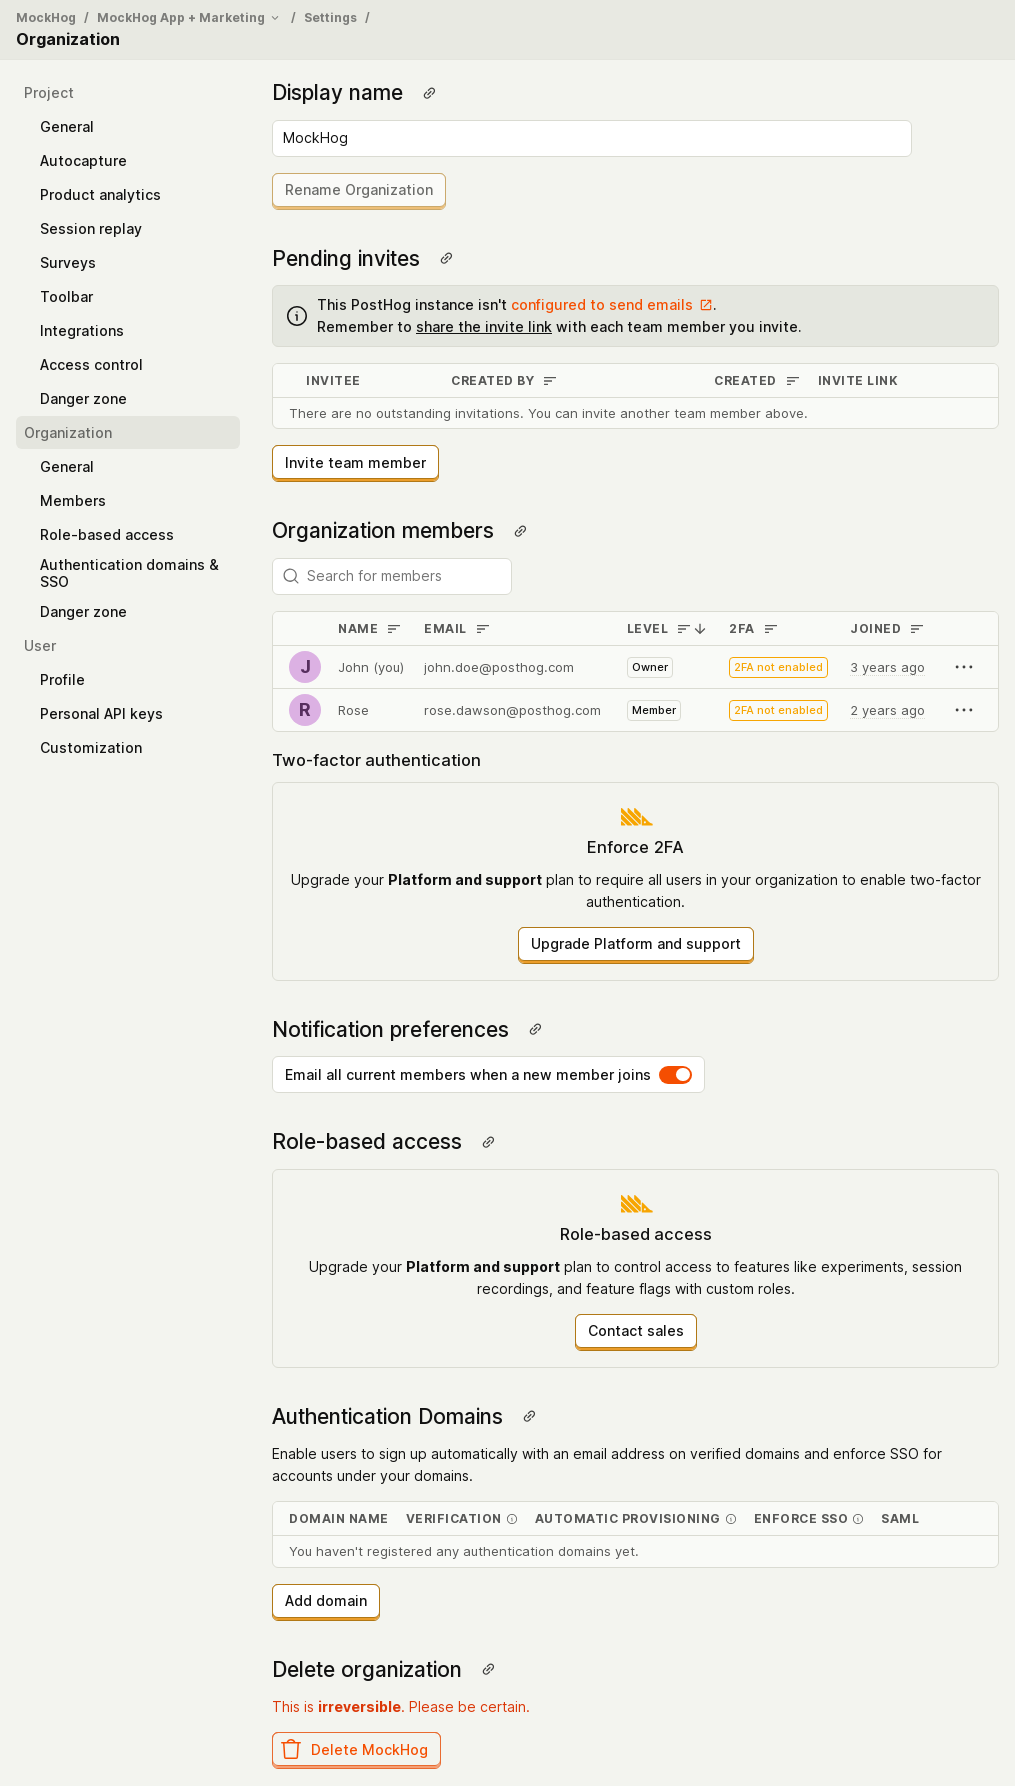 MockHog / MockHog App + Marketing / Settings /
Organization
Project
General
Autocapture
Product analytics
Session replay
Surveys
Toolbar
Integrations
Access control
Danger zone
Organization
General
Members
Role-based access
Authentication domains &
SSO
Danger zone
User
Profile
Personal API keys
Customization
Display name
MockHog
Rename Organization
Pending invites
This PostHog instance isn't configured to send emails.
Remember to share the invite link with each team member you invite.
INVITEE CREATED BY CREATED INVITE LINK
There are no outstanding invitations. You can invite another team member above.
Invite team member
Organization members
Search for members
NAME EMAIL LEVEL 2FA JOINED
J John (you) john.doe@posthog.com Owner 2FA not enabled 3 years ago
R Rose rose.dawson@posthog.com Member 2FA not enabled 2 years ago
Two-factor authentication
Enforce 2FA
Upgrade your Platform and support plan to require all users in your organization to enable two-factor
authentication.
Upgrade Platform and support
Notification preferences
Email all current members when a new member joins
Role-based access
Role-based access
Upgrade your Platform and support plan to control access to features like experiments, session
recordings, and feature flags with custom roles.
Contact sales
Authentication Domains
Enable users to sign up automatically with an email address on verified domains and enforce SSO for
accounts under your domains.
DOMAIN NAME VERIFICATION AUTOMATIC PROVISIONING ENFORCE SSO SAML
You haven't registered any authentication domains yet.
Add domain
Delete organization
This is irreversible. Please be certain.
Delete MockHog